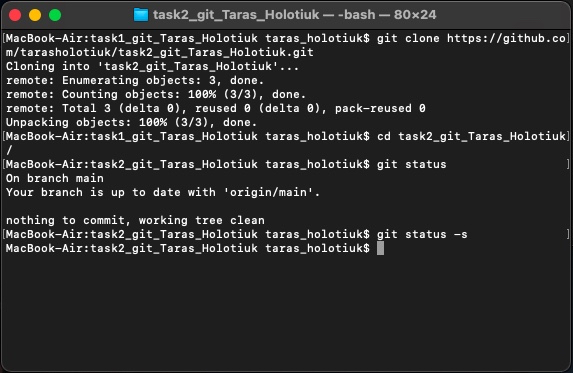 task2_git_Taras_Holotiuk — -bash — 80×24
[MacBook-Air:task1_git_Taras_Holotiuk taras_holotiuk$ git clone https://github.co]
m/tarasholotiuk/task2_git_Taras_Holotiuk.git
Cloning into 'task2_git_Taras_Holotiuk'...
remote: Enumerating objects: 3, done.
remote: Counting objects: 100% (3/3), done.
remote: Total 3 (delta 0), reused 0 (delta 0), pack-reused 0
Unpacking objects: 100% (3/3), done.
[MacBook-Air:task1_git_Taras_Holotiuk taras_holotiuk$ cd task2_git_Taras_Holotiuk]
/
[MacBook-Air:task2_git_Taras_Holotiuk taras_holotiuk$ git status ]
On branch main
Your branch is up to date with 'origin/main'.
nothing to commit, working tree clean
[MacBook-Air:task2_git_Taras_Holotiuk taras_holotiuk$ git status -s ]
MacBook-Air:task2_git_Taras_Holotiuk taras_holotiuk$